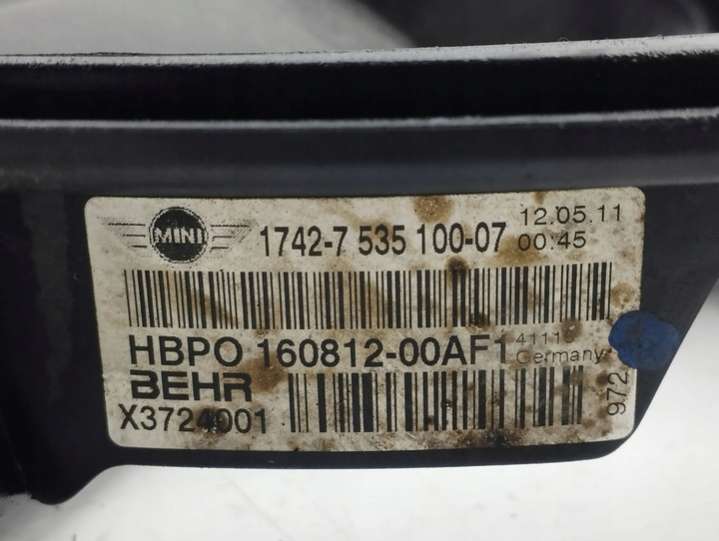 MINI
1742-7 535 100-07
12.05.11
00:45
HBPO 160812-00AF1
Germany
BEHR
X3724001
972